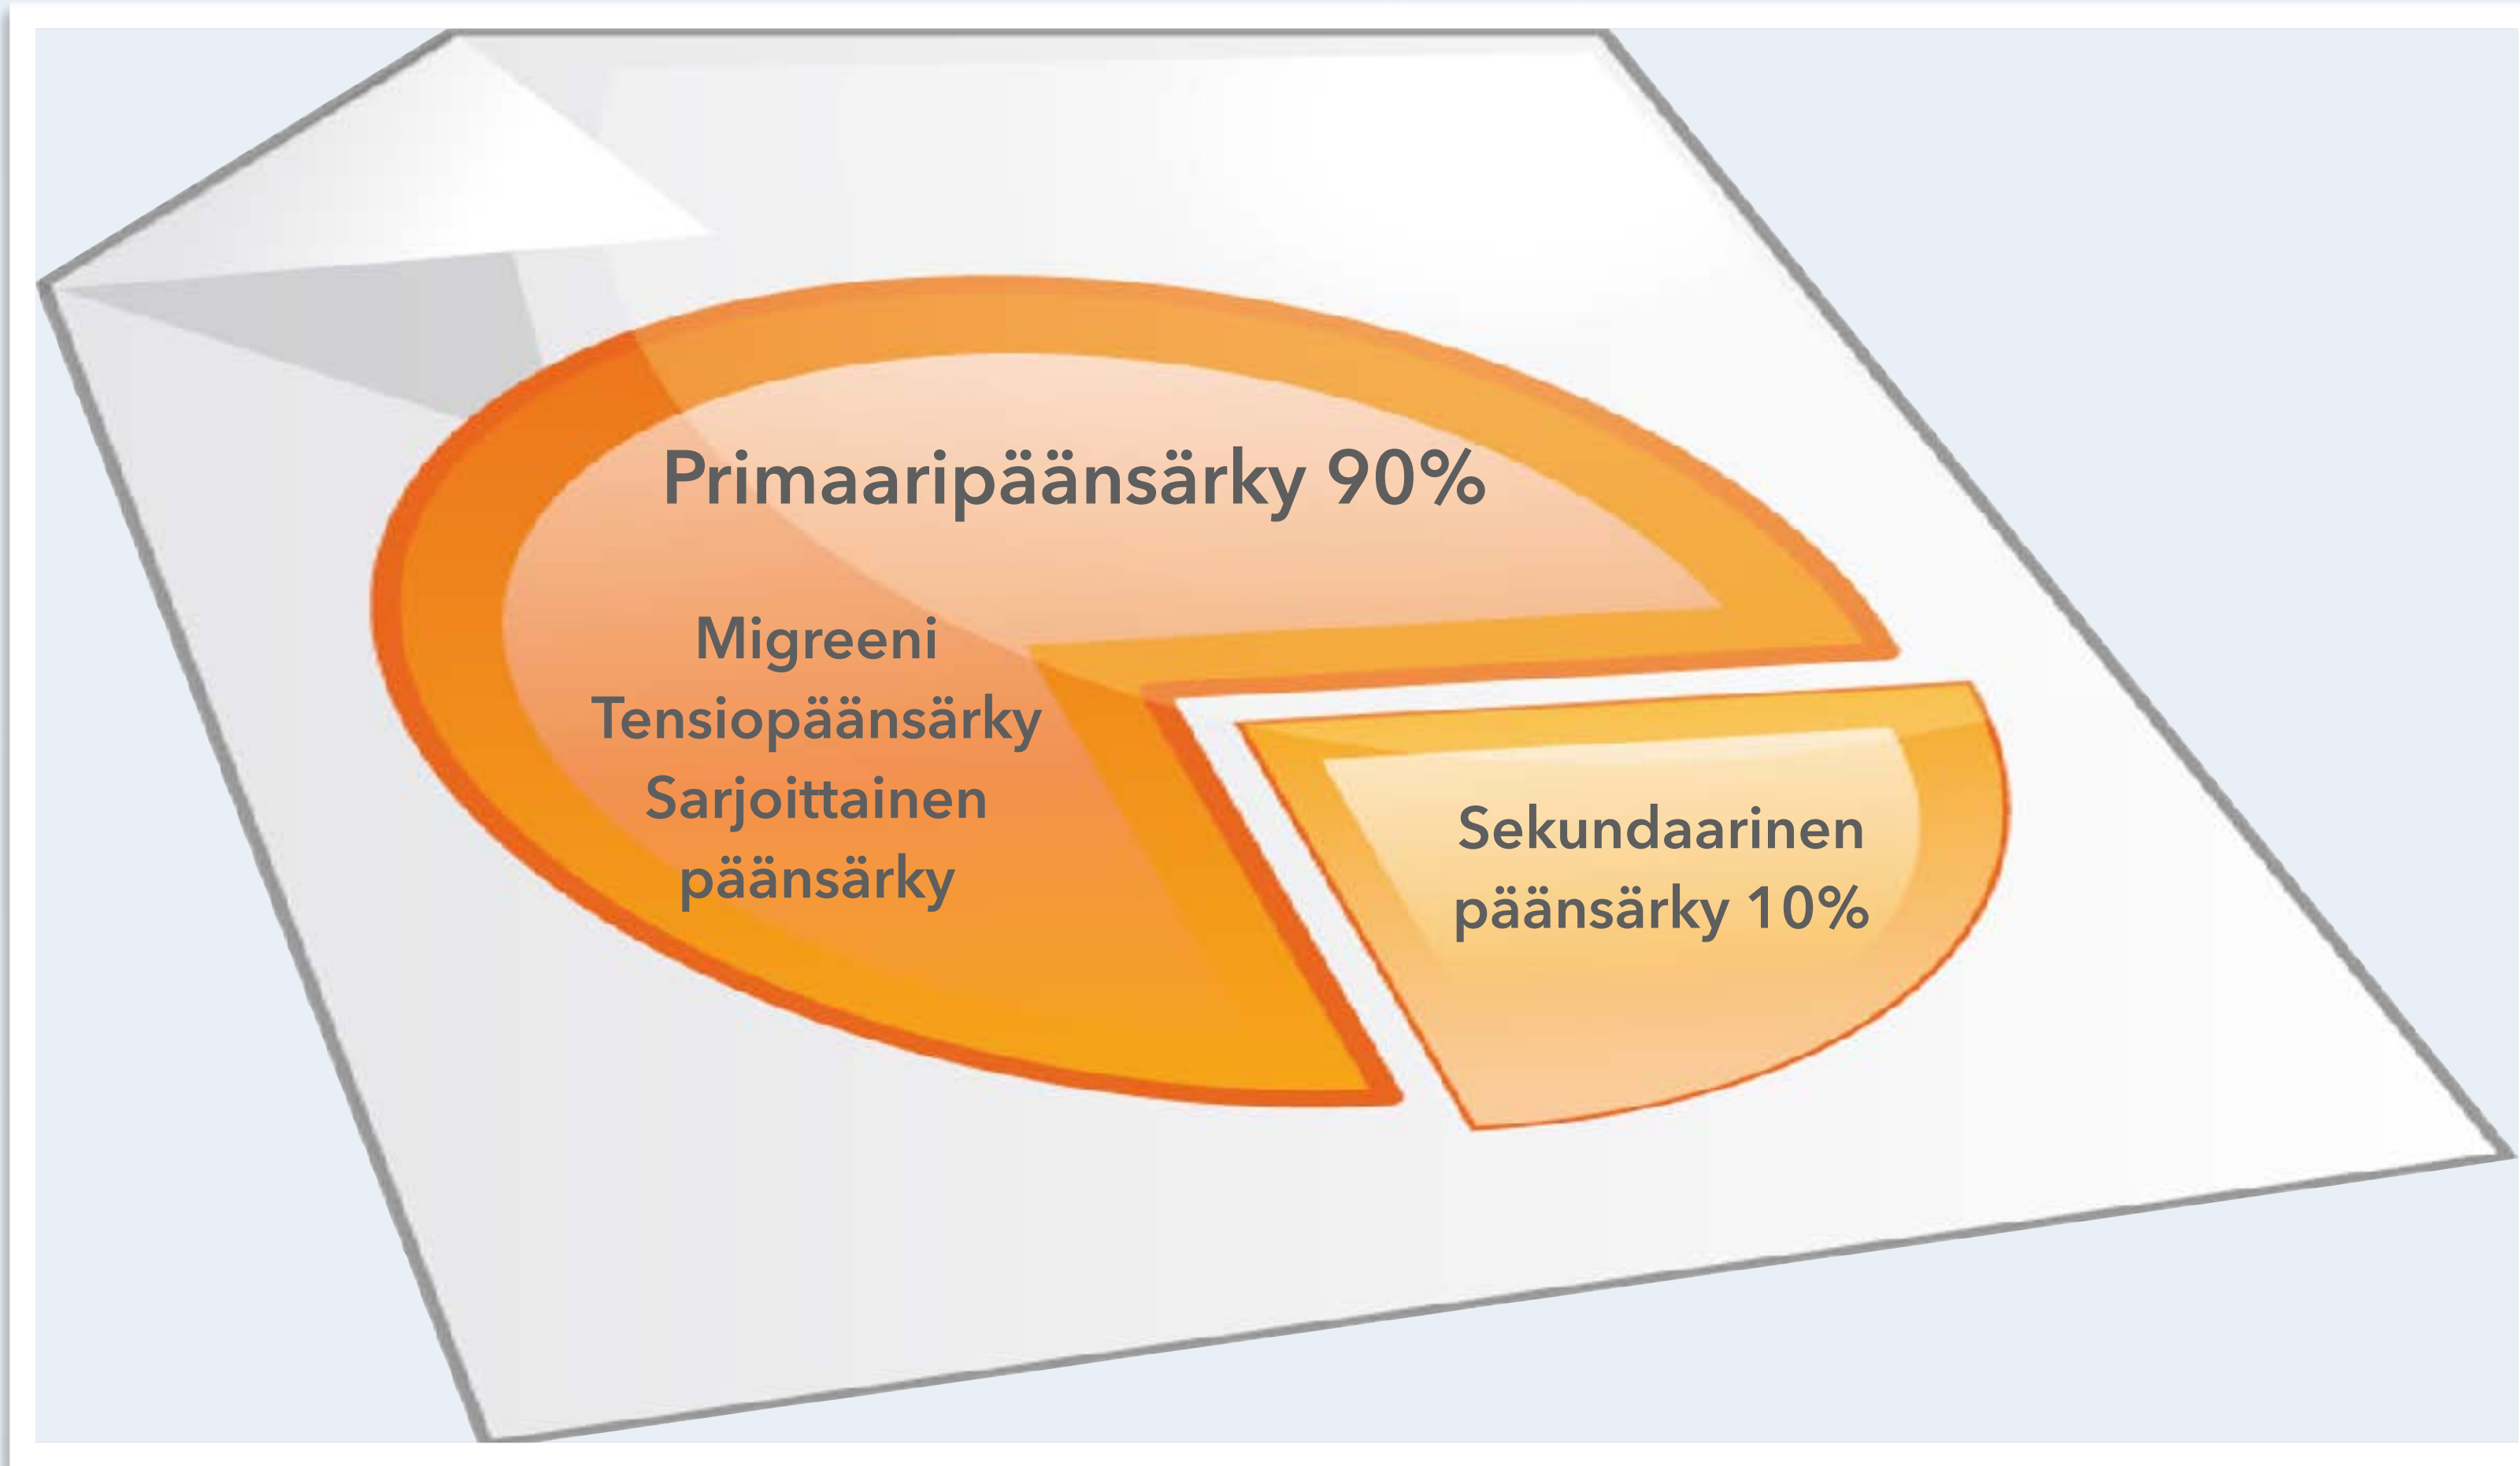 Primaaripäänsärky 90%
Migreeni
Tensiopäänsärky
Sarjoittainen
päänsärky
Sekundaarinen
päänsärky 10%